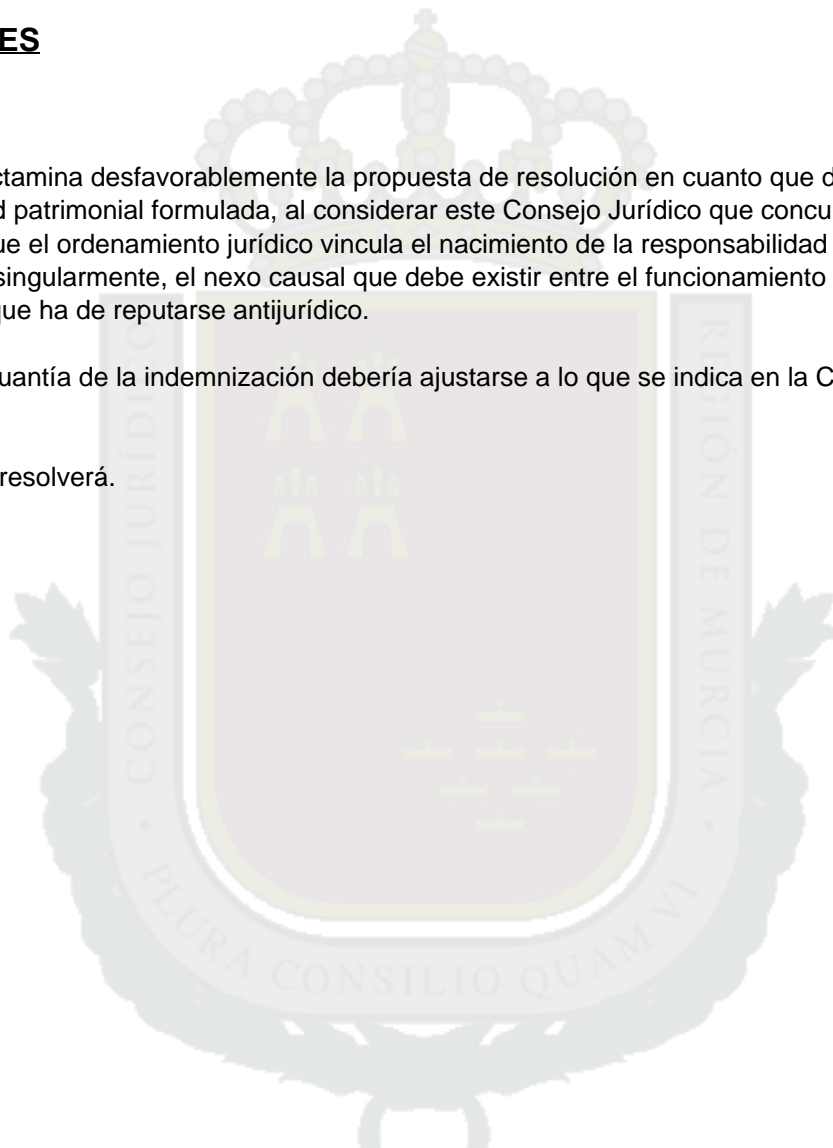 ES
ctamina desfavorablemente la propuesta de resolución en cuanto que d
d patrimonial formulada, al considerar este Consejo Jurídico que concu
ue el ordenamiento jurídico vincula el nacimiento de la responsabilidad
singularmente, el nexo causal que debe existir entre el funcionamiento
que ha de reputarse antijurídico.
cuantía de la indemnización debería ajustarse a lo que se indica en la C
resolverá.
CONSEJO JURÍDICO
REGIÓN DE MURCIA
PLURA CONSILIO QUAM VI